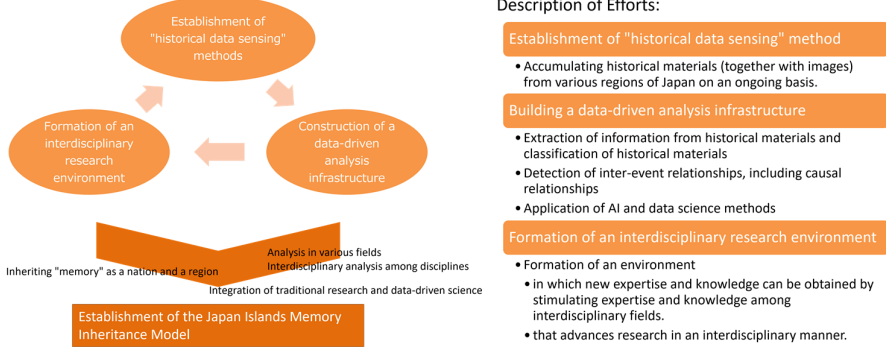 Establishment of
"historical data sensing"
methods
Formation of an
interdisciplinary
research
environment
Construction of a
data-driven
analysis
infrastructure
Analysis in various fields
Inheriting "memory" as a nation and a region
Interdisciplinary analysis among disciplines
Integration of traditional research and data-driven science
Establishment of the Japan Islands Memory
Inheritance Model
Description of Efforts:
Establishment of "historical data sensing" method
• Accumulating historical materials (together with images)
from various regions of Japan on an ongoing basis.
Building a data-driven analysis infrastructure
• Extraction of information from historical materials and
classification of historical materials
• Detection of inter-event relationships, including causal
relationships
• Application of AI and data science methods
Formation of an interdisciplinary research environment
• Formation of an environment
• in which new expertise and knowledge can be obtained by
stimulating expertise and knowledge among
interdisciplinary fields.
• that advances research in an interdisciplinary manner.